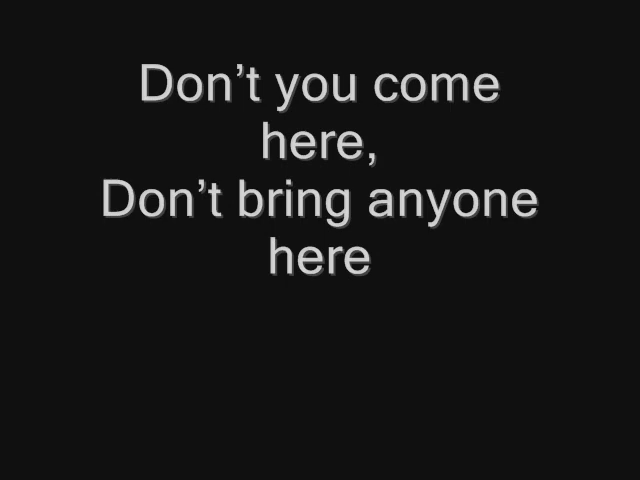 Don’t you come
here,
Don’t bring anyone
here